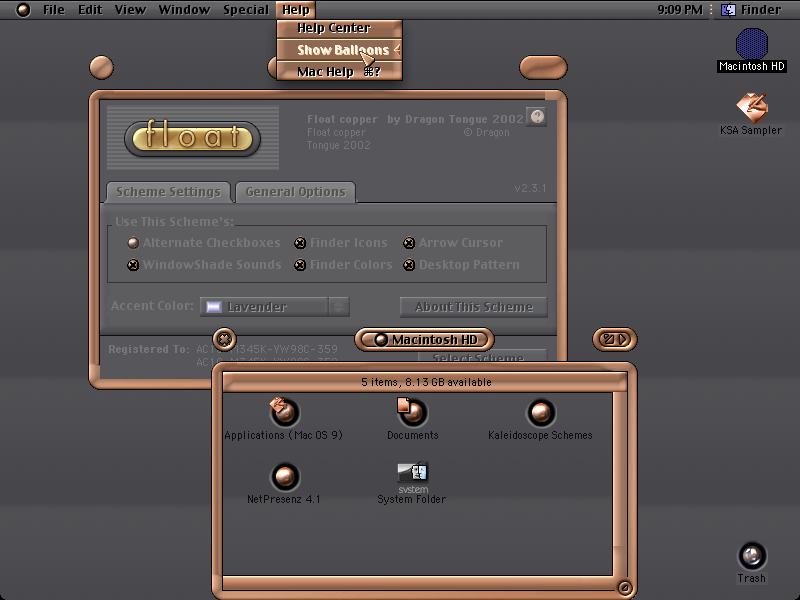 File Edit View Window Special Help 9:09 PM Finder
Help Center
Show Balloons
Mac Help ⌘?
Macintosh HD
KSA Sampler
float
Float copper by Dragon Tongue 2002
Float copper © Dragon
Tongue 2002
?
Scheme Settings General Options v2.3.1
Use This Scheme's:
Alternate Checkboxes Finder Icons Arrow Cursor
WindowShade Sounds Finder Colors Desktop Pattern
Accent Color: Lavender About This Scheme
Registered To:
Select Scheme
Macintosh HD
5 items, 8.13 GB available
Applications (Mac OS 9) Documents Kaleidoscope Schemes
system
NetPresenz 4.1 System Folder
Trash